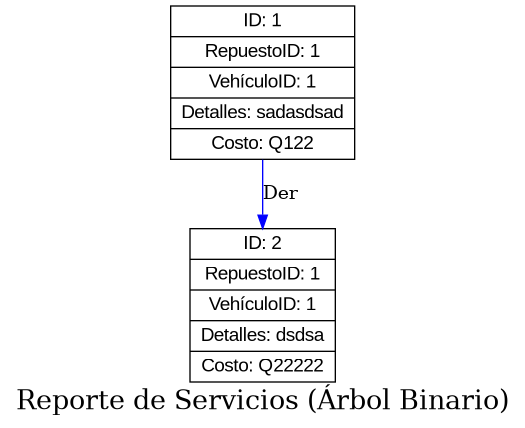 ID: 1
RepuestoID: 1
VehículoID: 1
Detalles: sadasdsad
Costo: Q122
Der
ID: 2
RepuestoID: 1
VehículoID: 1
Detalles: dsdsa
Costo: Q22222
Reporte de Servicios (Árbol Binario)